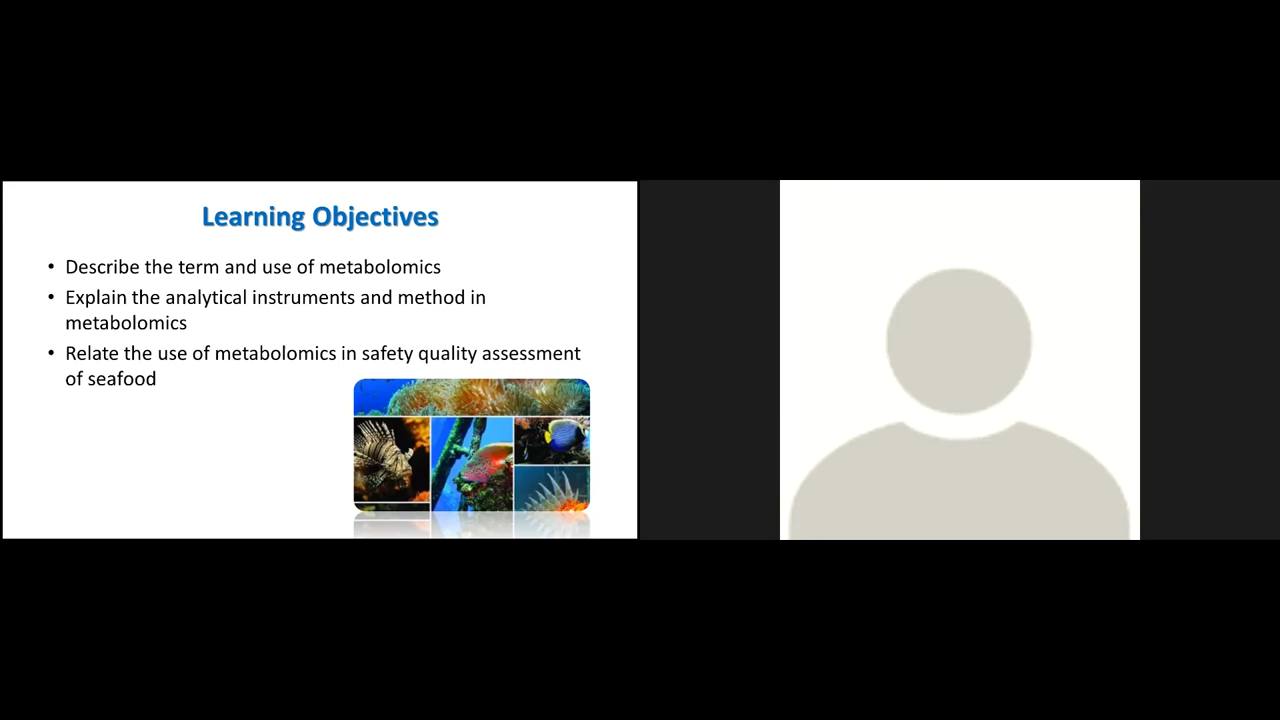 Learning Objectives
• Describe the term and use of metabolomics
• Explain the analytical instruments and method in
metabolomics
• Relate the use of metabolomics in safety quality assessment
of seafood